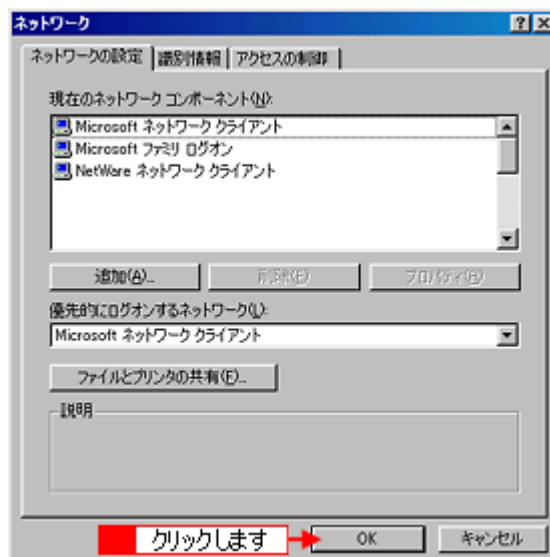 ネットワーク
ネットワークの設定 識別情報 アクセスの制御
現在のネットワーク コンポーネント(N):
Microsoft ネットワーク クライアント
Microsoft ファミリ ログオン
NetWare ネットワーク クライアント
追加(A)... 削除(E) プロパティ(R)
優先的にログオンするネットワーク(L):
Microsoft ネットワーク クライアント
ファイルとプリンタの共有(F)...
説明
クリックします OK キャンセル